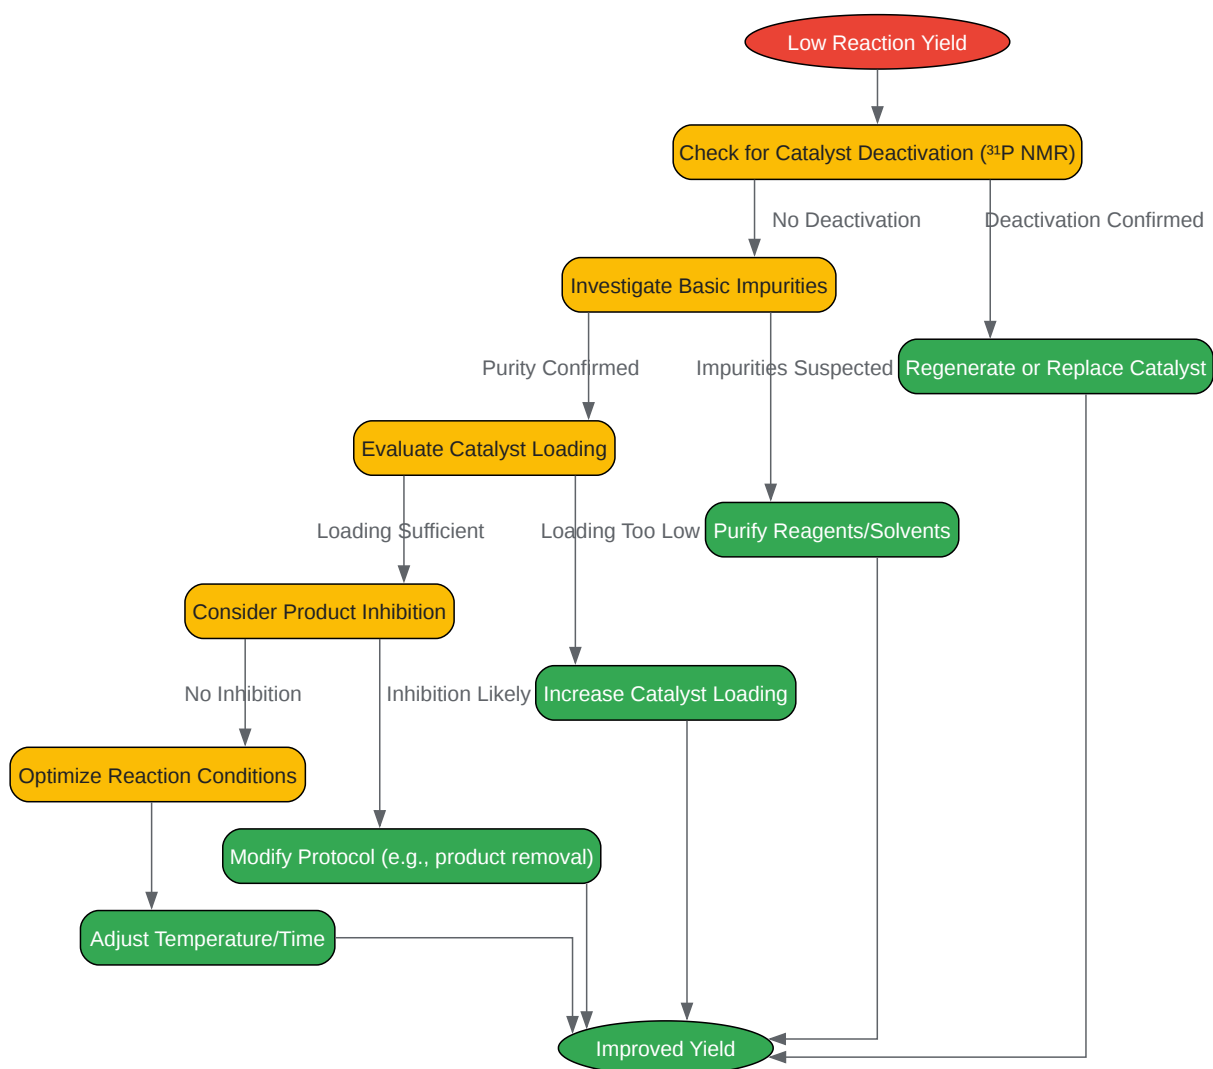 Low Reaction Yield
Check for Catalyst Deactivation (³¹P NMR)
No Deactivation
Deactivation Confirmed
Investigate Basic Impurities
Purity Confirmed
Impurities Suspected
Regenerate or Replace Catalyst
Evaluate Catalyst Loading
Loading Sufficient
Loading Too Low
Purify Reagents/Solvents
Consider Product Inhibition
No Inhibition
Inhibition Likely
Increase Catalyst Loading
Optimize Reaction Conditions
Modify Protocol (e.g., product removal)
Adjust Temperature/Time
Improved Yield